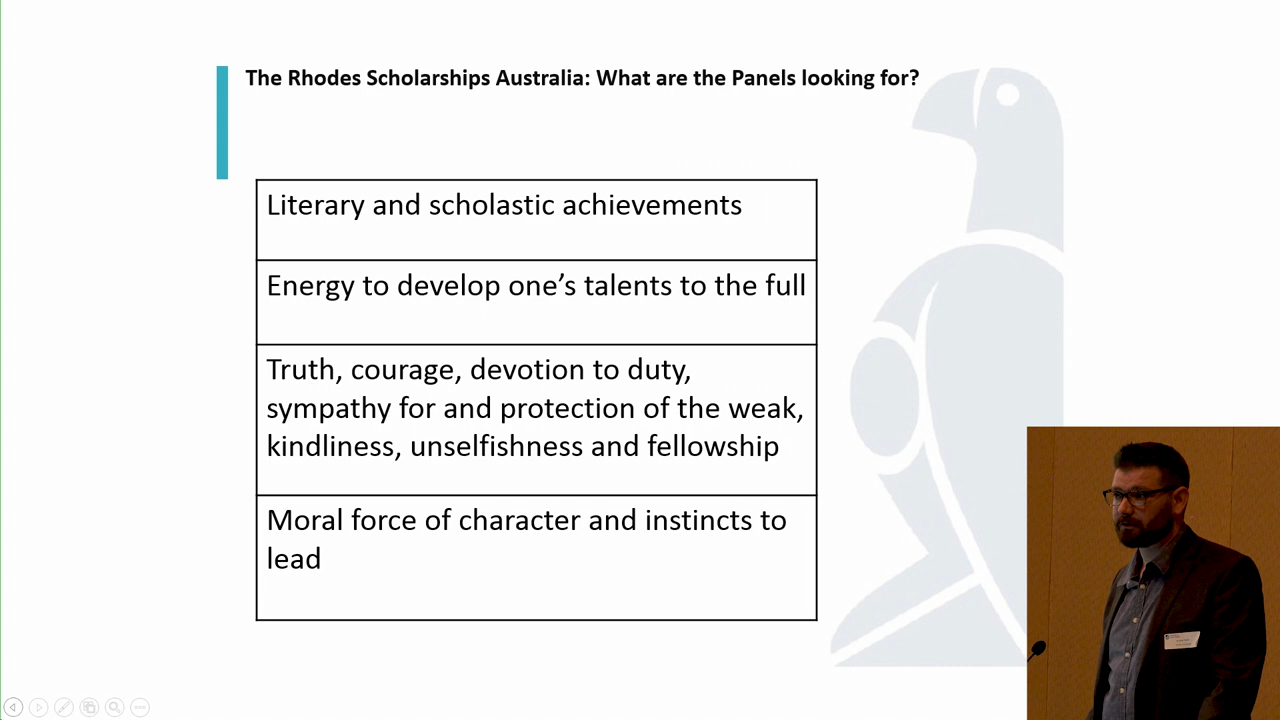 The Rhodes Scholarships Australia: What are the Panels looking for?
Literary and scholastic achievements
Energy to develop one’s talents to the full
Truth, courage, devotion to duty,
sympathy for and protection of the weak,
kindliness, unselfishness and fellowship
Moral force of character and instincts to
lead